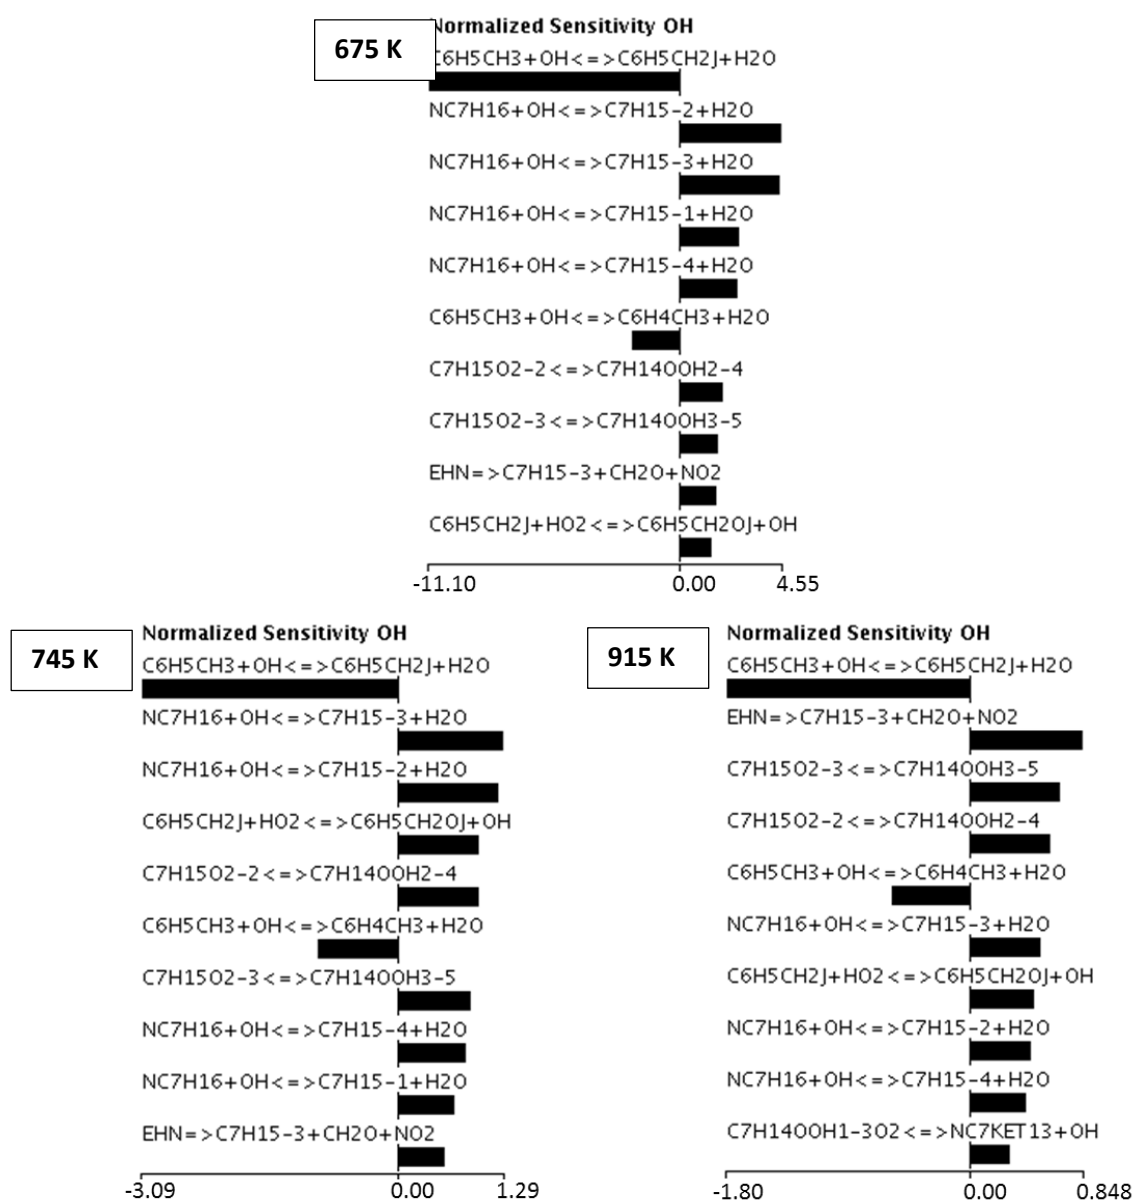 Normalized Sensitivity OH
675 K
C6H5CH3+OH<=>C6H5CH2J+H2O
NC7H16+OH<=>C7H15-2+H2O
NC7H16+OH<=>C7H15-3+H2O
NC7H16+OH<=>C7H15-1+H2O
NC7H16+OH<=>C7H15-4+H2O
C6H5CH3+OH<=>C6H4CH3+H2O
C7H15O2-2<=>C7H14OOH2-4
C7H15O2-3<=>C7H14OOH3-5
EHN=>C7H15-3+CH2O+NO2
C6H5CH2J+HO2<=>C6H5CH2OJ+OH
-11.10 0.00 4.55
745 K
Normalized Sensitivity OH
C6H5CH3+OH<=>C6H5CH2J+H2O
NC7H16+OH<=>C7H15-3+H2O
NC7H16+OH<=>C7H15-2+H2O
C6H5CH2J+HO2<=>C6H5CH2OJ+OH
C7H15O2-2<=>C7H14OOH2-4
C6H5CH3+OH<=>C6H4CH3+H2O
C7H15O2-3<=>C7H14OOH3-5
NC7H16+OH<=>C7H15-4+H2O
NC7H16+OH<=>C7H15-1+H2O
EHN=>C7H15-3+CH2O+NO2
-3.09 0.00 1.29
915 K
Normalized Sensitivity OH
C6H5CH3+OH<=>C6H5CH2J+H2O
EHN=>C7H15-3+CH2O+NO2
C7H15O2-3<=>C7H14OOH3-5
C7H15O2-2<=>C7H14OOH2-4
C6H5CH3+OH<=>C6H4CH3+H2O
NC7H16+OH<=>C7H15-3+H2O
C6H5CH2J+HO2<=>C6H5CH2OJ+OH
NC7H16+OH<=>C7H15-2+H2O
NC7H16+OH<=>C7H15-4+H2O
C7H14OOH1-3O2<=>NC7KET13+OH
-1.80 0.00 0.848